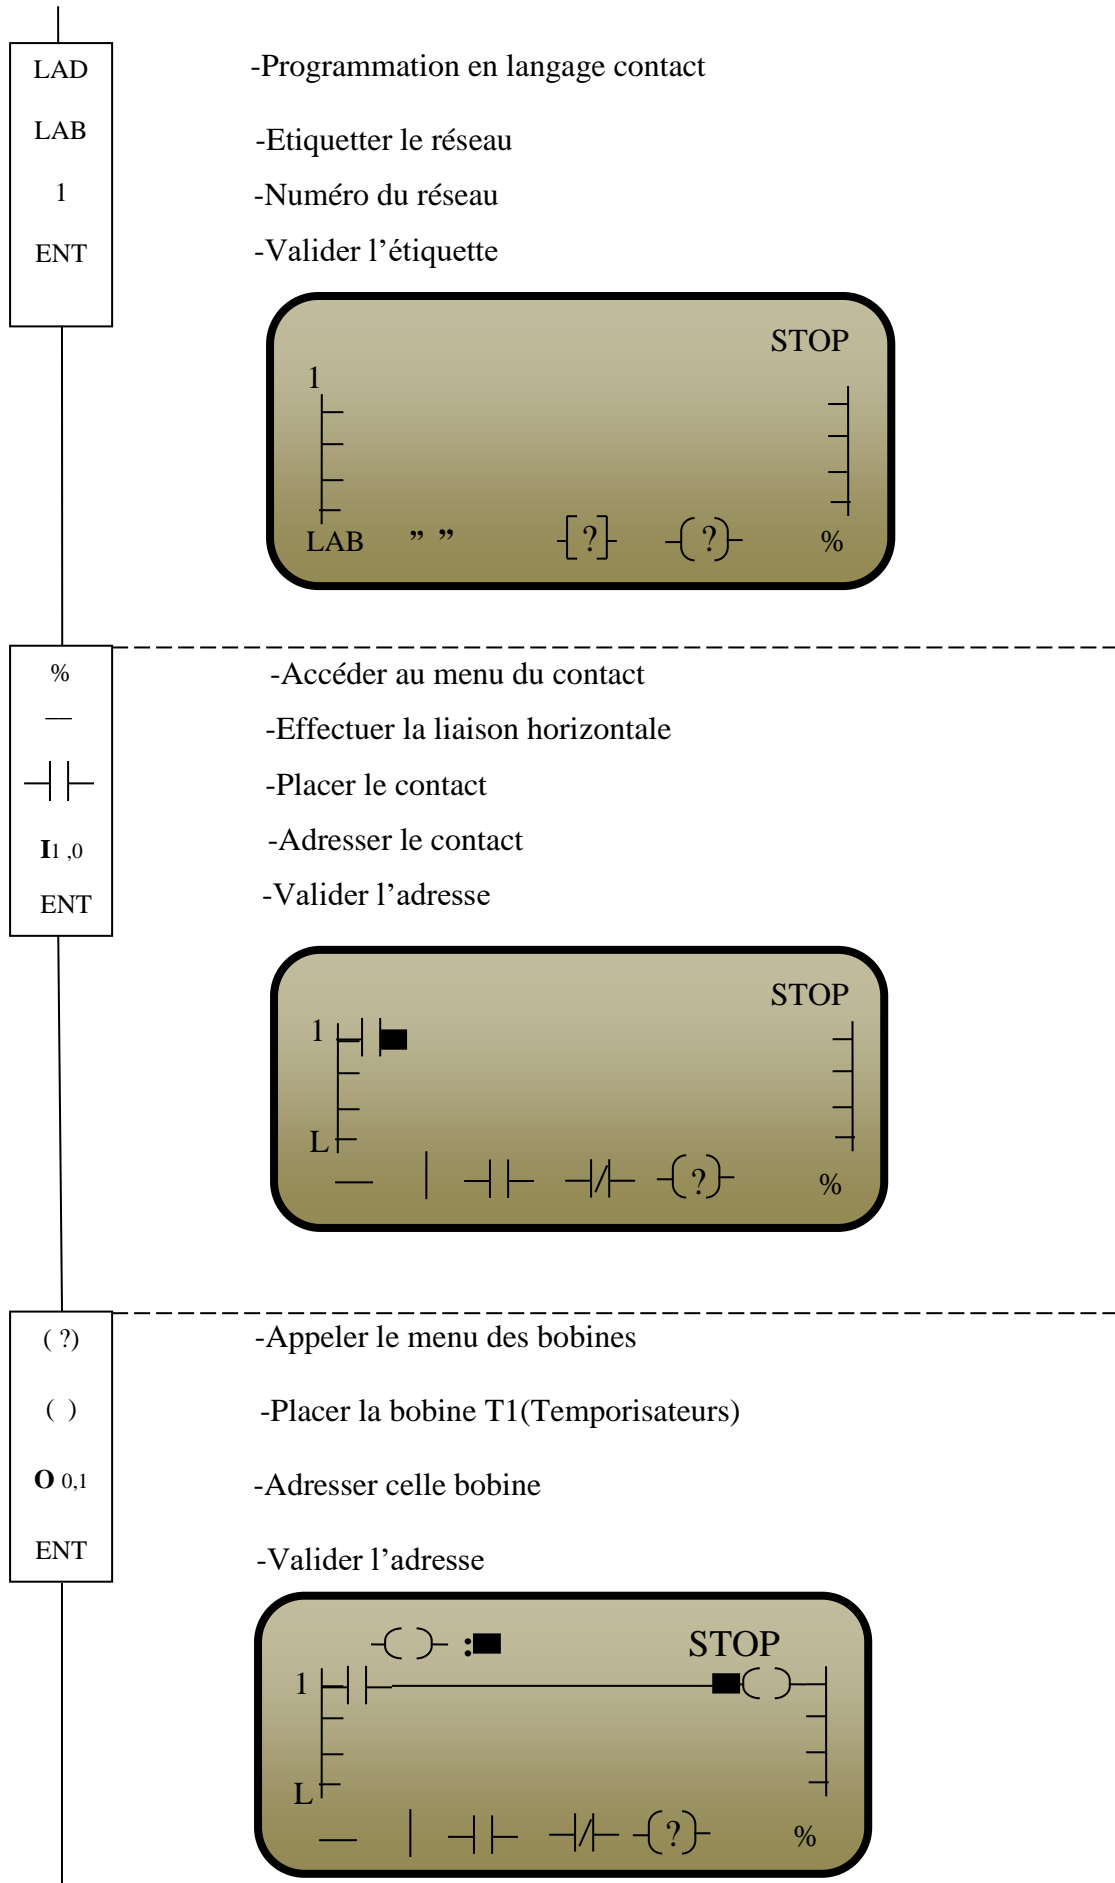 LAD -Programmation en langage contact
LAB -Etiquetter le réseau
1 -Numéro du réseau
ENT -Valider l’étiquette
STOP
1
LAB ” ” [?] (?) %
% -Accéder au menu du contact
— -Effectuer la liaison horizontale
-Placer le contact
I1 ,0 -Adresser le contact
ENT -Valider l’adresse
STOP
1
L
(?) %
( ?) -Appeler le menu des bobines
( ) -Placer la bobine T1(Temporisateurs)
O 0,1 -Adresser celle bobine
ENT -Valider l’adresse
( ) : STOP
1 ( )
L
(?) %